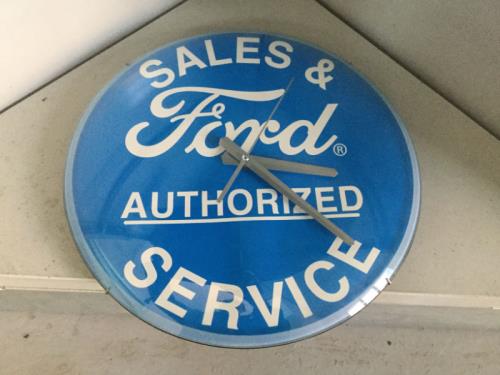 SALES &
Ford®
AUTHORIZED
SERVICE